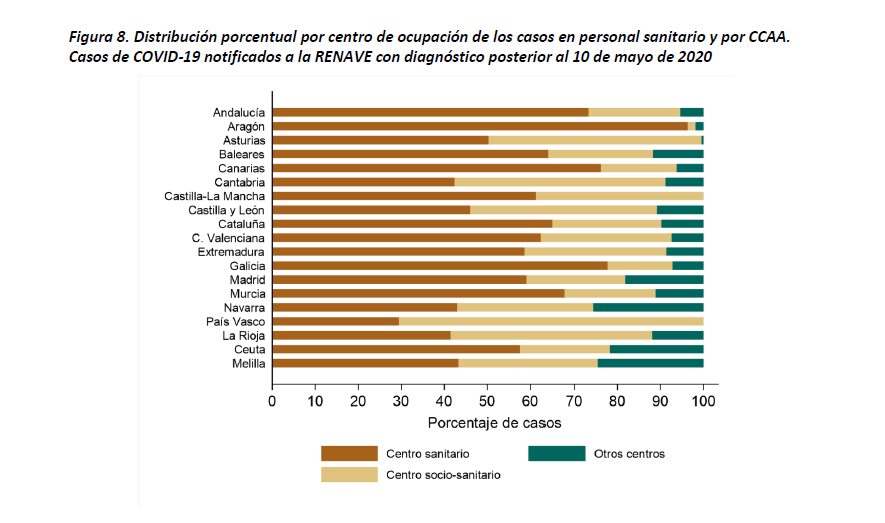 Figura 8. Distribución porcentual por centro de ocupación de los casos en personal sanitario y por CCAA.
Casos de COVID-19 notificados a la RENAVE con diagnóstico posterior al 10 de mayo de 2020
Andalucía
Aragón
Asturias
Baleares
Canarias
Cantabria
Castilla-La Mancha
Castilla y León
Cataluña
C. Valenciana
Extremadura
Galicia
Madrid
Murcia
Navarra
País Vasco
La Rioja
Ceuta
Melilla
0 10 20 30 40 50 60 70 80 90 100
Porcentaje de casos
Centro sanitario Otros centros
Centro socio-sanitario